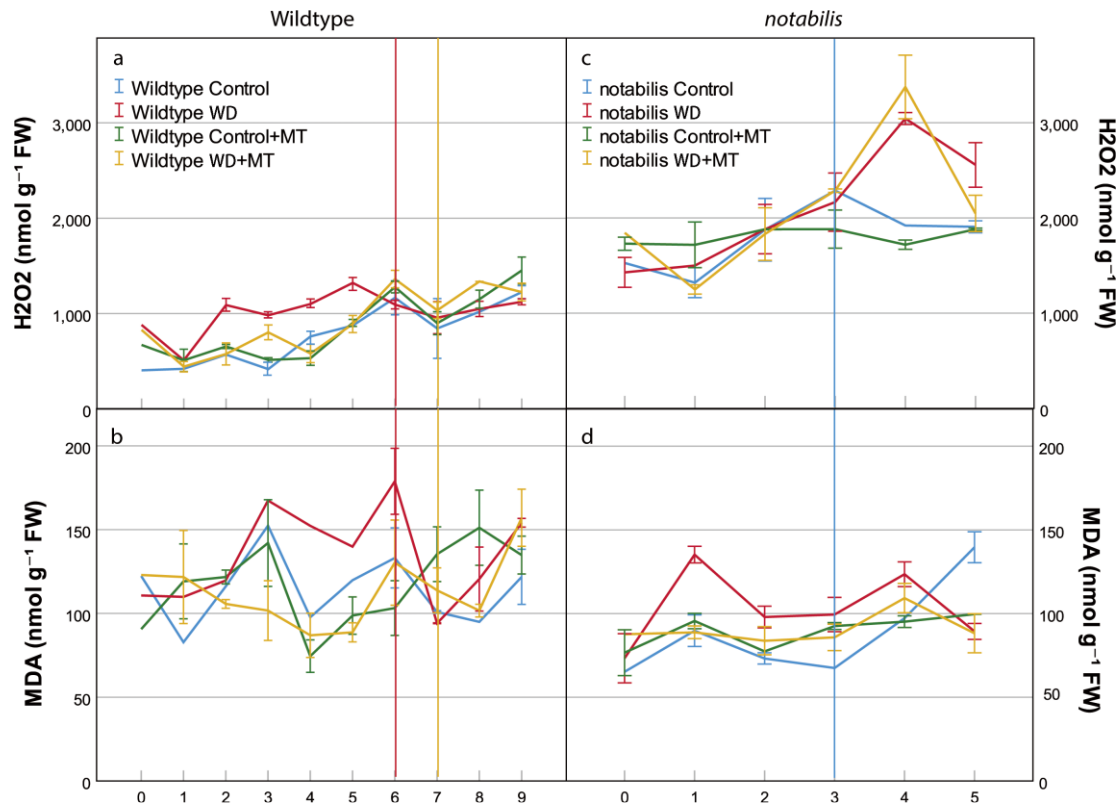 Wildtype
notabilis
a
Wildtype Control
Wildtype WD
Wildtype Control+MT
Wildtype WD+MT
c
notabilis Control
notabilis WD
notabilis Control+MT
notabilis WD+MT
H2O2 (nmol g⁻¹ FW)
3,000
2,000
1,000
0
3,000
2,000
1,000
0
H2O2 (nmol g⁻¹ FW)
b
d
MDA (nmol g⁻¹ FW)
200
150
100
50
0
200
150
100
50
0
MDA (nmol g⁻¹ FW)
0 1 2 3 4 5 6 7 8 9
0 1 2 3 4 5